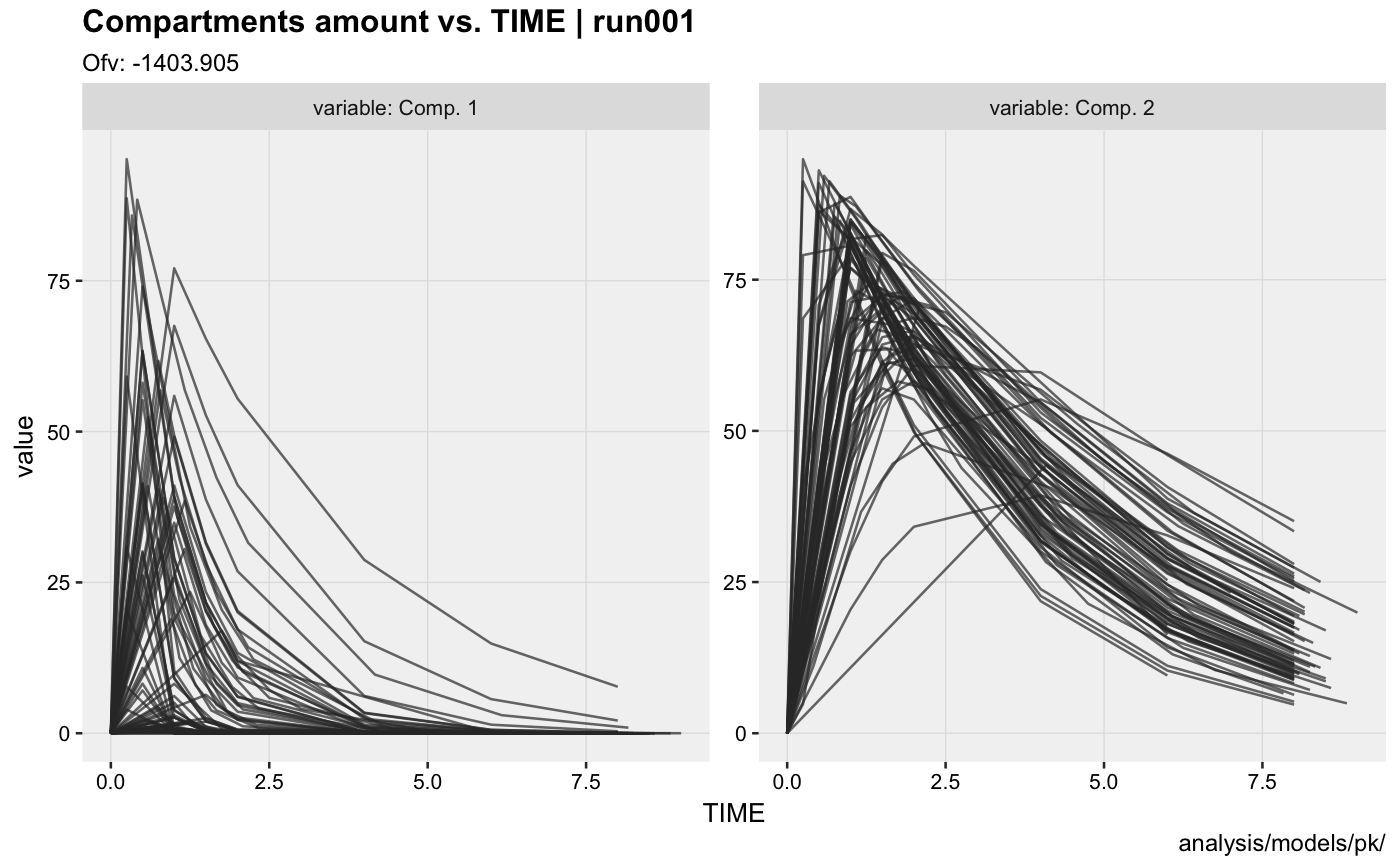 Compartments amount vs. TIME | run001
Ofv: -1403.905
variable: Comp. 1
variable: Comp. 2
value
75
50
25
0
75
50
25
0
0.0 2.5 5.0 7.5
0.0 2.5 5.0 7.5
TIME
analysis/models/pk/